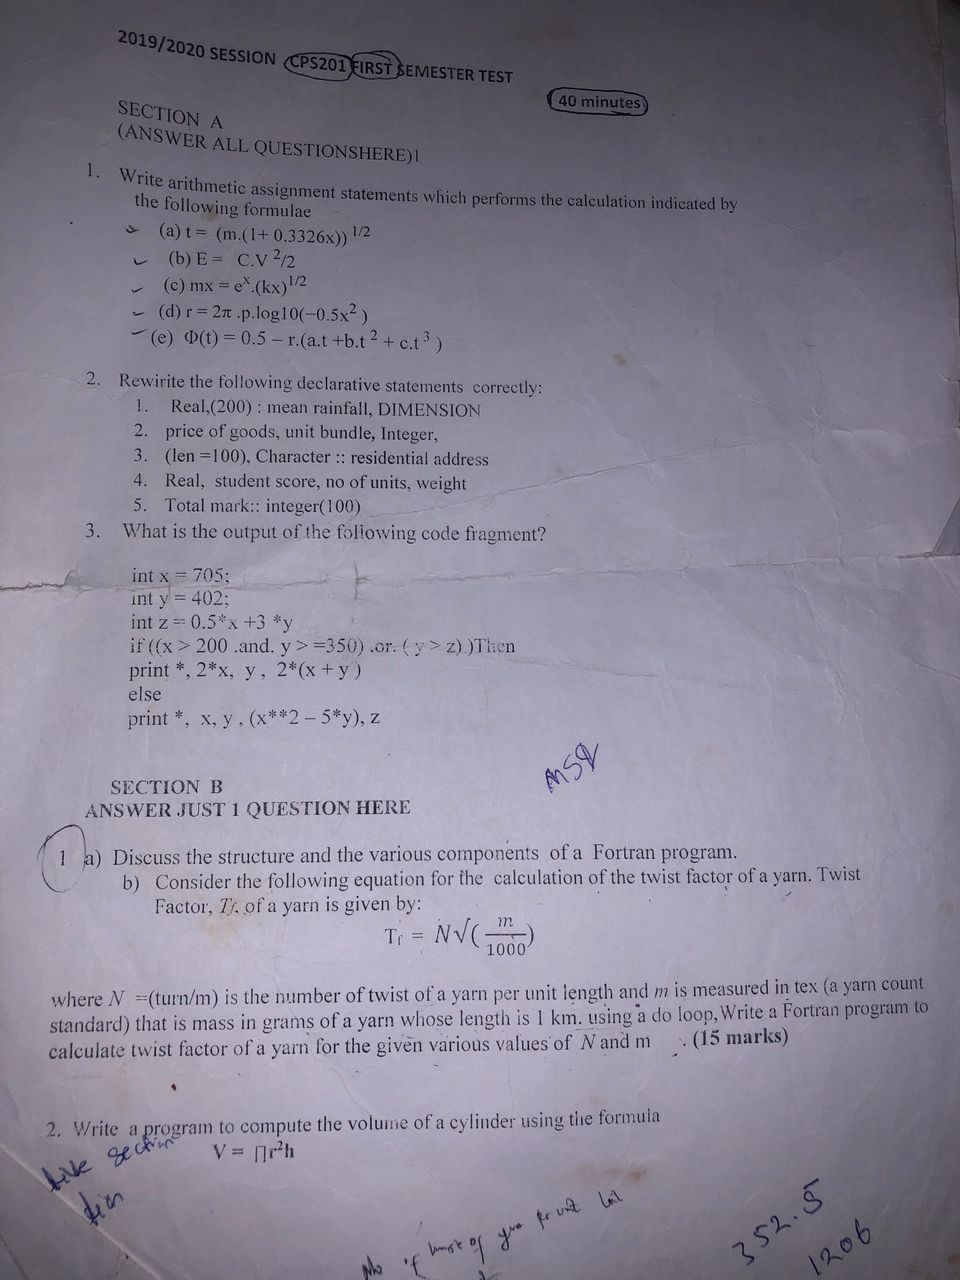 2019/2020 SESSION CPS201 FIRST SEMESTER TEST
40 minutes
SECTION A
(ANSWER ALL QUESTIONSHERE)1
1. Write arithmetic assignment statements which performs the calculation indicated by
the following formulae
(a) t = (m.(1+ 0.3326x)) 1/2
(b) E = C.V 2/2
(c) mx = eˣ.(kx)1/2
(d) r = 2π .p.log10(−0.5x² )
(e) Φ(t) = 0.5 – r.(a.t +b.t ² + c.t ³ )
2. Rewirite the following declarative statements correctly:
1. Real,(200) : mean rainfall, DIMENSION
2. price of goods, unit bundle, Integer,
3. (len =100), Character :: residential address
4. Real, student score, no of units, weight
5. Total mark:: integer(100)
3. What is the output of the following code fragment?
int x = 705;
int y = 402;
int z = 0.5*x +3 *y
if ((x > 200 .and. y > =350) .or. ( y > z) )Then
print *, 2*x, y , 2*(x + y )
else
print *, x, y , (x**2 – 5*y), z
SECTION B
ANSWER JUST 1 QUESTION HERE
1 a) Discuss the structure and the various components of a Fortran program.
b) Consider the following equation for the calculation of the twist factor of a yarn. Twist
Factor, Tf, of a yarn is given by:
Tf = N√(m/1000)
where N =(turn/m) is the number of twist of a yarn per unit length and m is measured in tex (a yarn count
standard) that is mass in grams of a yarn whose length is 1 km. using a do loop,Write a Fortran program to
calculate twist factor of a yarn for the given various values of N and m . (15 marks)
2. Write a program to compute the volume of a cylinder using the formula
V = ∏r²h
section
352.5
1206